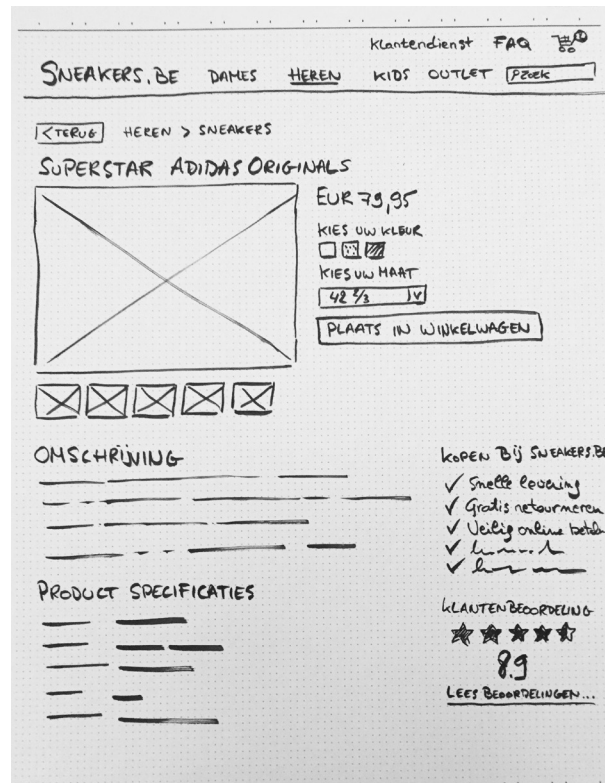 Klantendienst FAQ
SNEAKERS.BE DAMES HEREN KIDS OUTLET
< TERUG HEREN > SNEAKERS
SUPERSTAR ADIDAS ORIGINALS
EUR 79,95
KIES UW KLEUR
KIES UW MAAT
42 2/3 V
PLAATS IN WINKELWAGEN
OMSCHRIJVING
KOPEN Bij SNEAKERS.BE
Snelle levering
Gratis retourneren
Veilig online
PRODUCT SPECIFICATIES
KLANTENBEOORDELING
8.9
LEES BEOORDELINGEN...